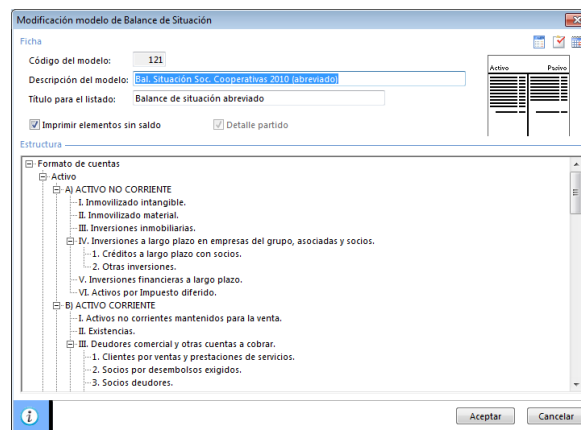 Modificación modelo de Balance de Situación
Ficha
Código del modelo: 121
Descripción del modelo: Bal. Situación Soc. Cooperativas 2010 (abreviado)
Título para el listado: Balance de situación abreviado
Imprimir elementos sin saldo Detalle partido
Activo Pasivo
Estructura
Formato de cuentas
Activo
A) ACTIVO NO CORRIENTE
I. Inmovilizado intangible.
II. Inmovilizado material.
III. Inversiones inmobiliarias.
IV. Inversiones a largo plazo en empresas del grupo, asociadas y socios.
1. Créditos a largo plazo con socios.
2. Otras inversiones.
V. Inversiones financieras a largo plazo.
VI. Activos por Impuesto diferido.
B) ACTIVO CORRIENTE
I. Activos no corrientes mantenidos para la venta.
II. Existencias.
III. Deudores comercial y otras cuentas a cobrar.
1. Clientes por ventas y prestaciones de servicios.
2. Socios por desembolsos exigidos.
3. Socios deudores.
Aceptar Cancelar